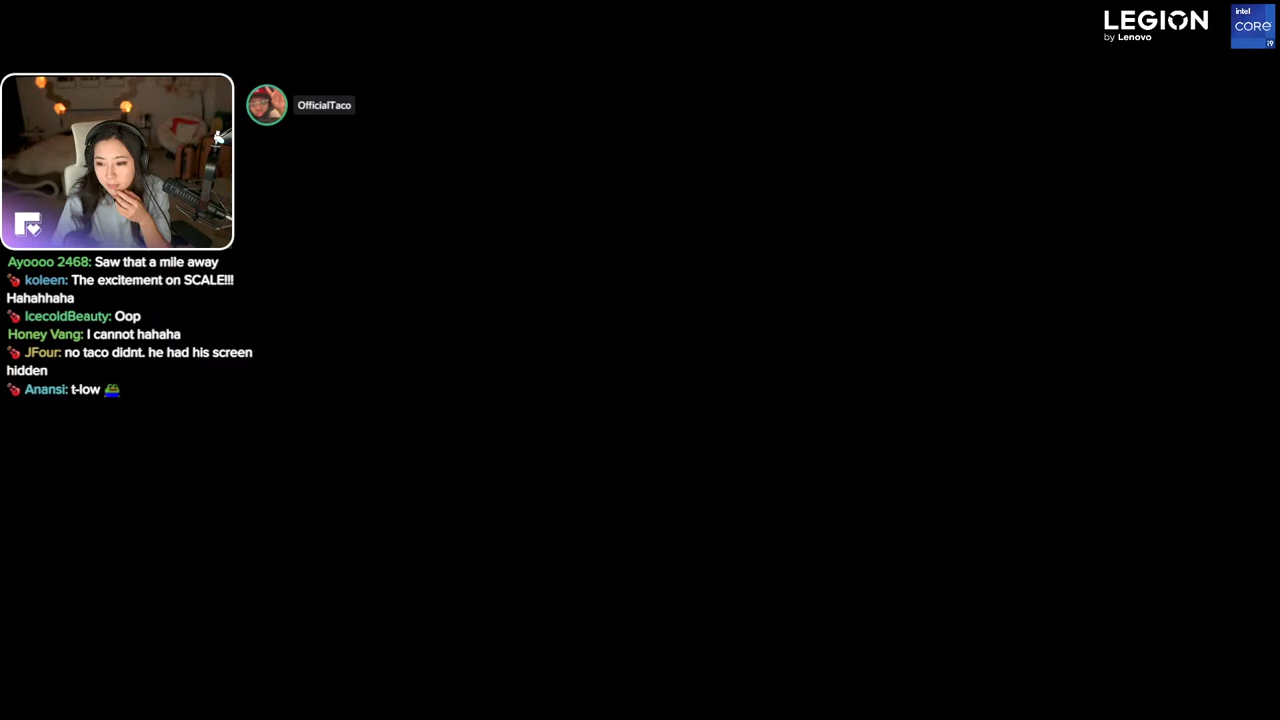 LEGION
by Lenovo
intel
CORE
i9
OfficialTaco
Ayoooo 2468: Saw that a mile away
koleen: The excitement on SCALE!!!
Hahahhaha
IcecoldBeauty: Oop
Honey Vang: I cannot hahaha
JFour: no taco didnt. he had his screen
hidden
Anansi: t-low